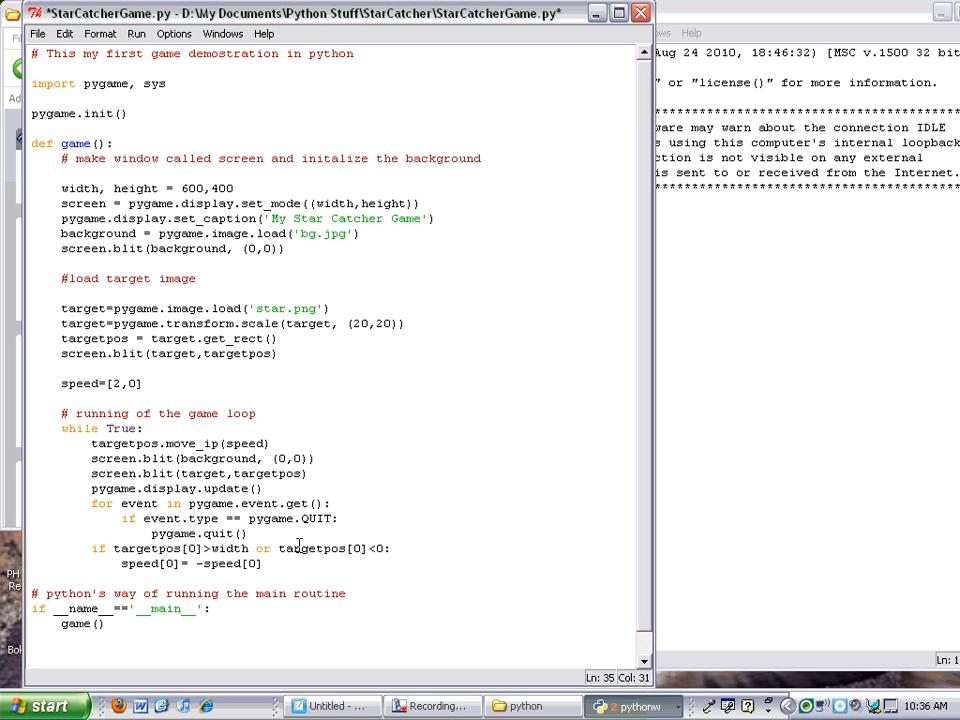 *StarCatcherGame.py - D:\My Documents\Python Stuff\StarCatcher\StarCatcherGame.py*
File Edit Format Run Options Windows Help
# This my first game demostration in python
import pygame, sys
pygame.init()
def game():
# make window called screen and initalize the background
width, height = 600,400
screen = pygame.display.set_mode((width,height))
pygame.display.set_caption('My Star Catcher Game')
background = pygame.image.load('bg.jpg')
screen.blit(background, (0,0))
#load target image
target=pygame.image.load('star.png')
target=pygame.transform.scale(target, (20,20))
targetpos = target.get_rect()
screen.blit(target,targetpos)
speed=[2,0]
# running of the game loop
while True:
targetpos.move_ip(speed)
screen.blit(background, (0,0))
screen.blit(target,targetpos)
pygame.display.update()
for event in pygame.event.get():
if event.type == pygame.QUIT:
pygame.quit()
if targetpos[0]>width or targetpos[0]<0:
speed[0]= -speed[0]
# python's way of running the main routine
if __name__=='__main__':
game()
Ln: 35 Col: 31
ws Help
Aug 24 2010, 18:46:32) [MSC v.1500 32 bit
" or "license()" for more information.
*****************************************
ware may warn about the connection IDLE
s using this computer's internal loopback
ction is not visible on any external
is sent to or received from the Internet.
*****************************************
Ln: 1
Fi
Ad
PH
Re
Bo
start
Untitled - ...
Recording...
python
2 pythonw
10:36 AM